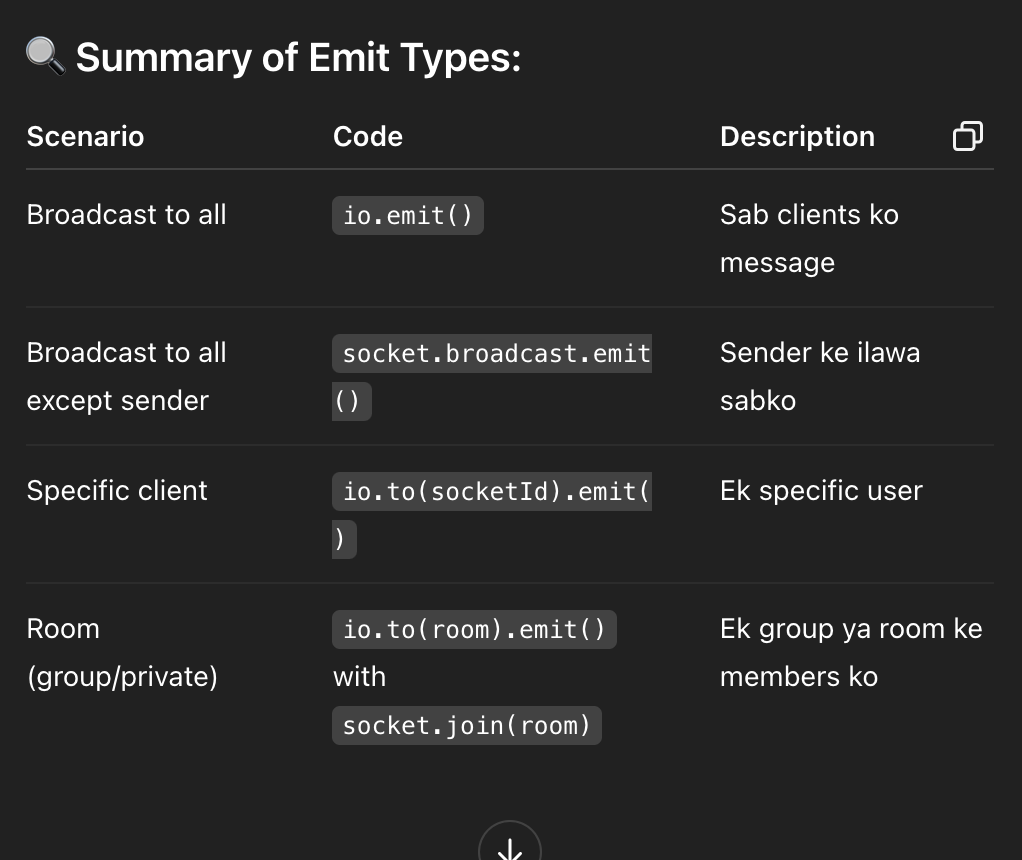 🔍 Summary of Emit Types:
Scenario Code Description
Broadcast to all io.emit() Sab clients ko
message
Broadcast to all socket.broadcast.emit Sender ke ilawa
except sender () sabko
Specific client io.to(socketId).emit( Ek specific user
)
Room io.to(room).emit() Ek group ya room ke
(group/private) with members ko
socket.join(room)